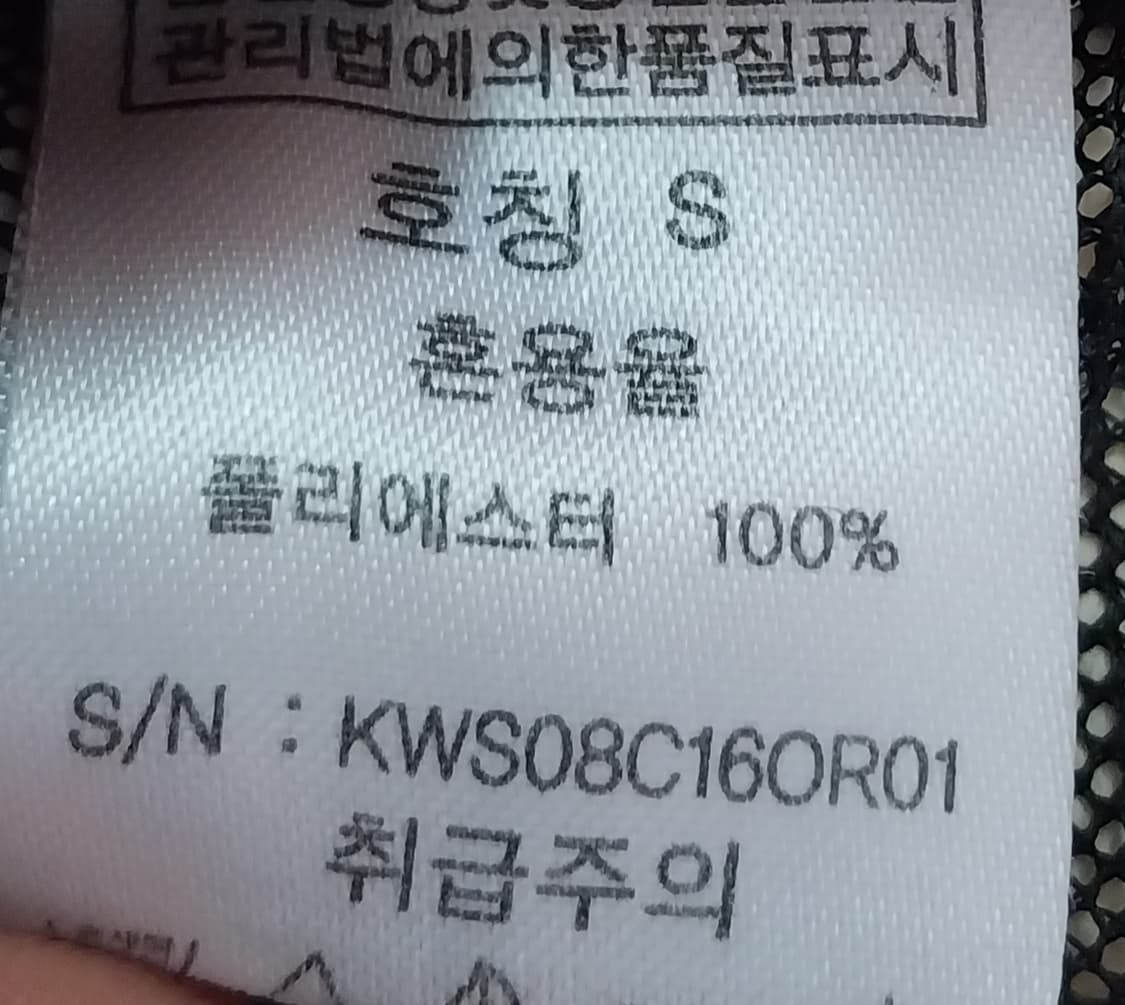 관리법에의한품질표시
호칭 S
혼용율
폴리에스터 100%
S/N : KWS08C16OR01
취급주의